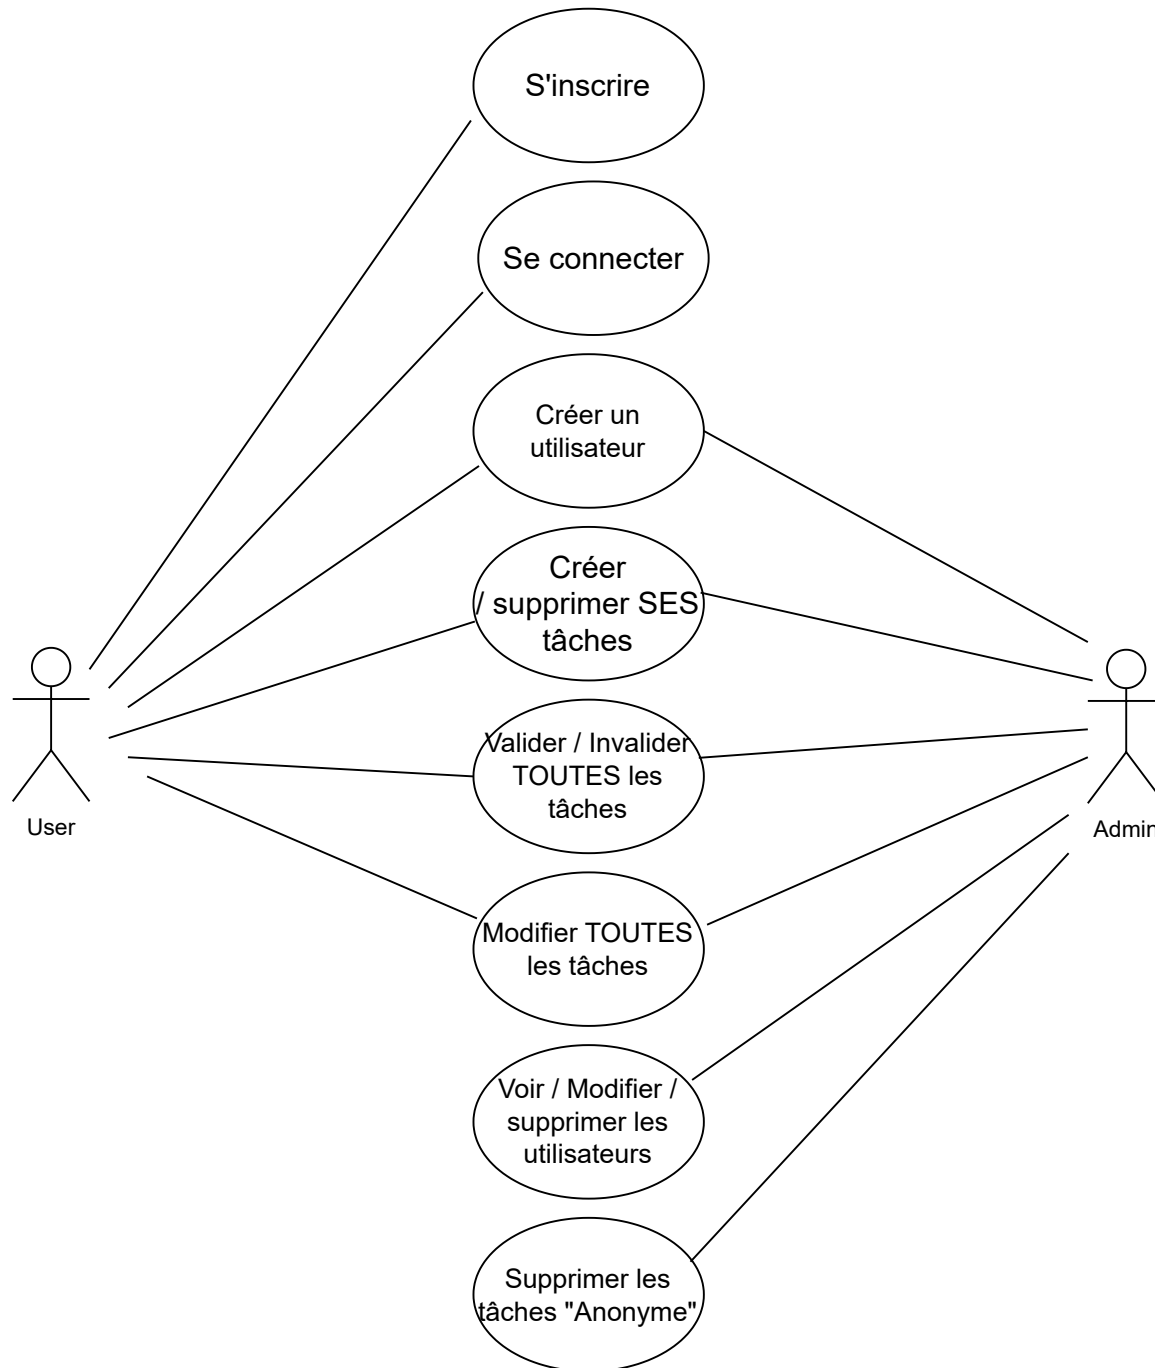 S'inscrire
Se connecter
Créer un
utilisateur
Créer
/ supprimer SES
tâches
Valider / Invalider
TOUTES les
tâches
User
Admin
Modifier TOUTES
les tâches
Voir / Modifier /
supprimer les
utilisateurs
Supprimer les
tâches "Anonyme"